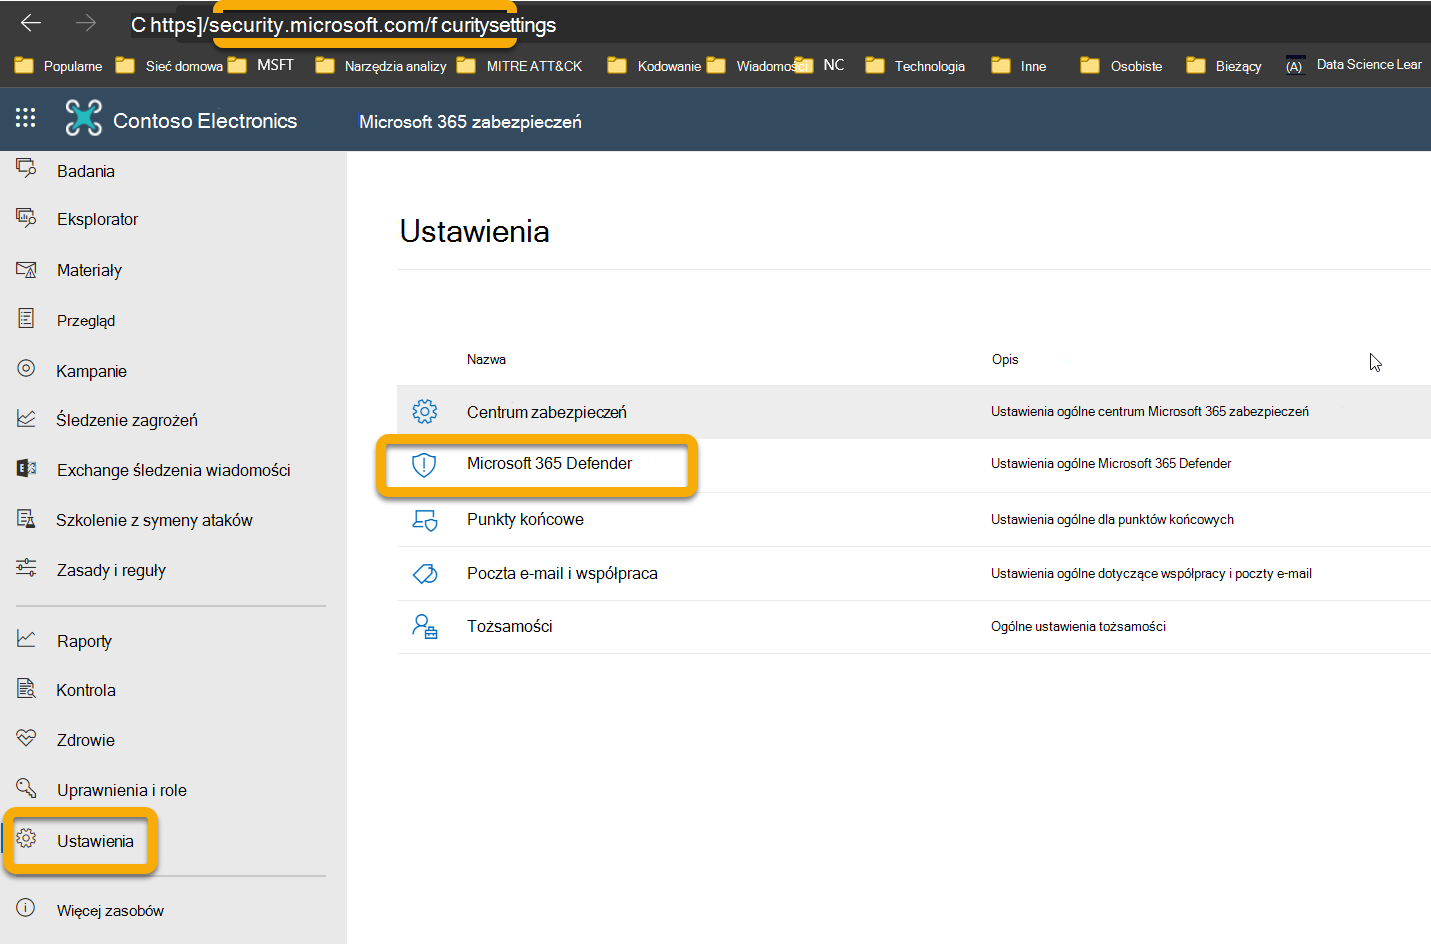 C https]/security.microsoft.com/f curitysettings
Popularne Sieć domowa MSFT Narzędzia analizy MITRE ATT&CK Kodowanie Wiadomości NC Technologia Inne Osobiste Bieżący (A) Data Science Lear
Contoso Electronics Microsoft 365 zabezpieczeń
Badania
Eksplorator
Materiały
Przegląd
Kampanie
Śledzenie zagrożeń
Exchange śledzenia wiadomości
Szkolenie z symeny ataków
Zasady i reguły
Raporty
Kontrola
Zdrowie
Uprawnienia i role
Ustawienia
Więcej zasobów
Ustawienia
Nazwa Opis
Centrum zabezpieczeń Ustawienia ogólne centrum Microsoft 365 zabezpieczeń
Microsoft 365 Defender Ustawienia ogólne Microsoft 365 Defender
Punkty końcowe Ustawienia ogólne dla punktów końcowych
Poczta e-mail i współpraca Ustawienia ogólne dotyczące współpracy i poczty e-mail
Tożsamości Ogólne ustawienia tożsamości